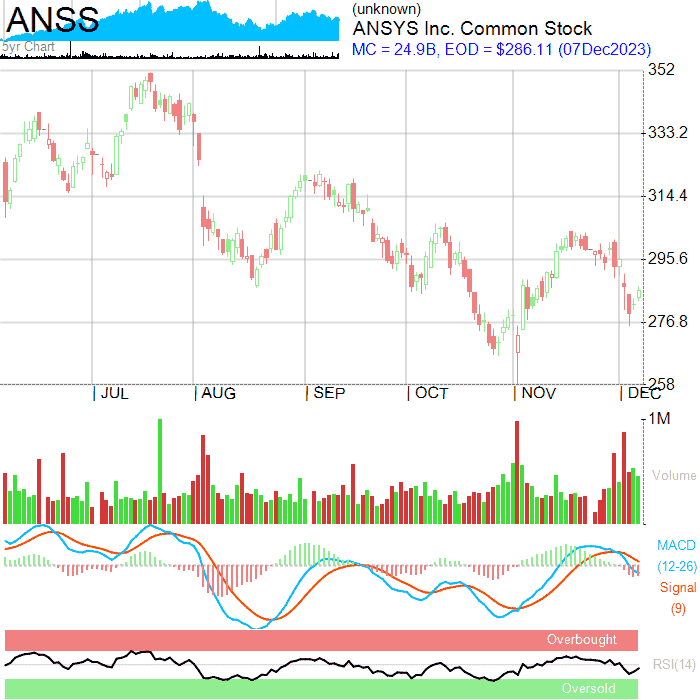 ANSS
5yr Chart
(unknown)
ANSYS Inc. Common Stock
MC = 24.9B, EOD = $286.11 (07Dec2023)
352
333.2
314.4
295.6
276.8
258
JUL
AUG
SEP
OCT
NOV
DEC
1M
Volume
MACD
(12-26)
Signal
(9)
Overbought
RSI(14)
Oversold